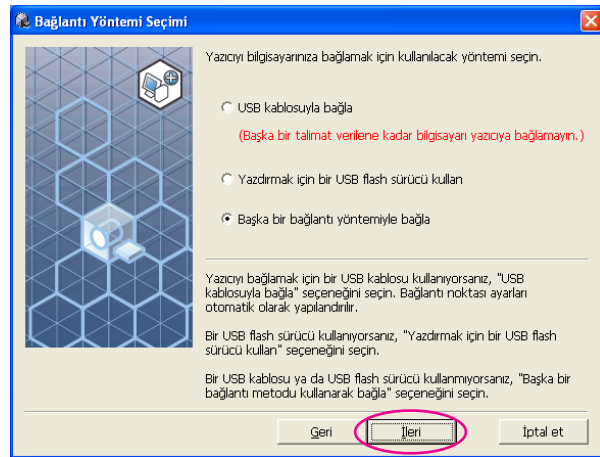 Bağlantı Yöntemi Seçimi
Yazıcıyı bilgisayarınıza bağlamak için kullanılacak yöntemi seçin.
USB kablosuyla bağla
(Başka bir talimat verilene kadar bilgisayarı yazıcıya bağlamayın.)
Yazdırmak için bir USB flash sürücü kullan
Başka bir bağlantı yöntemiyle bağla
Yazıcıyı bağlamak için bir USB kablosu kullanıyorsanız, "USB
kablosuyla bağla" seçeneğini seçin. Bağlantı noktası ayarları
otomatik olarak yapılandırılır.
Bir USB flash sürücü kullanıyorsanız, "Yazdırmak için bir USB flash
sürücü kullan" seçeneğini seçin.
Bir USB kablosu ya da USB flash sürücü kullanmıyorsanız, "Başka bir
bağlantı metodu kullanarak bağla" seçeneğini seçin.
Geri
İleri
İptal et